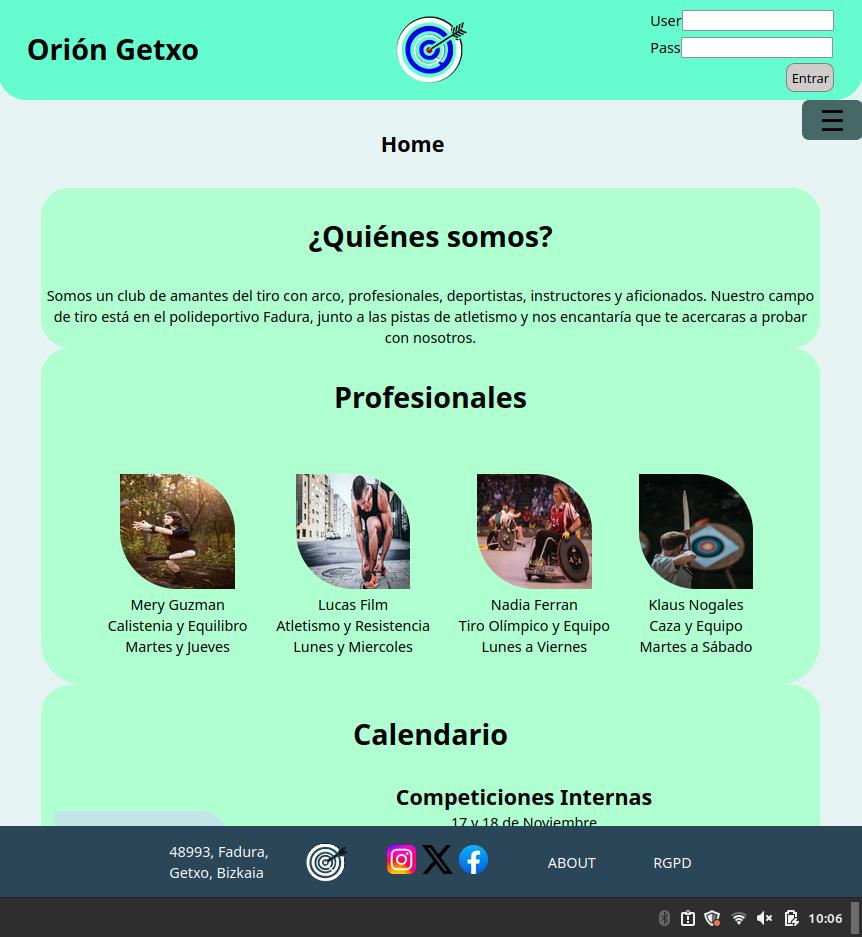 Orión Getxo
User
Pass
Entrar
Home
¿Quiénes somos?
Somos un club de amantes del tiro con arco, profesionales, deportistas, instructores y aficionados. Nuestro campo
de tiro está en el polideportivo Fadura, junto a las pistas de atletismo y nos encantaría que te acercaras a probar
con nosotros.
Profesionales
Mery Guzman
Calistenia y Equilibro
Martes y Jueves
Lucas Film
Atletismo y Resistencia
Lunes y Miercoles
Nadia Ferran
Tiro Olímpico y Equipo
Lunes a Viernes
Klaus Nogales
Caza y Equipo
Martes a Sábado
Calendario
Competiciones Internas
17 y 18 de Noviembre
48993, Fadura,
Getxo, Bizkaia
ABOUT
RGPD
10:06